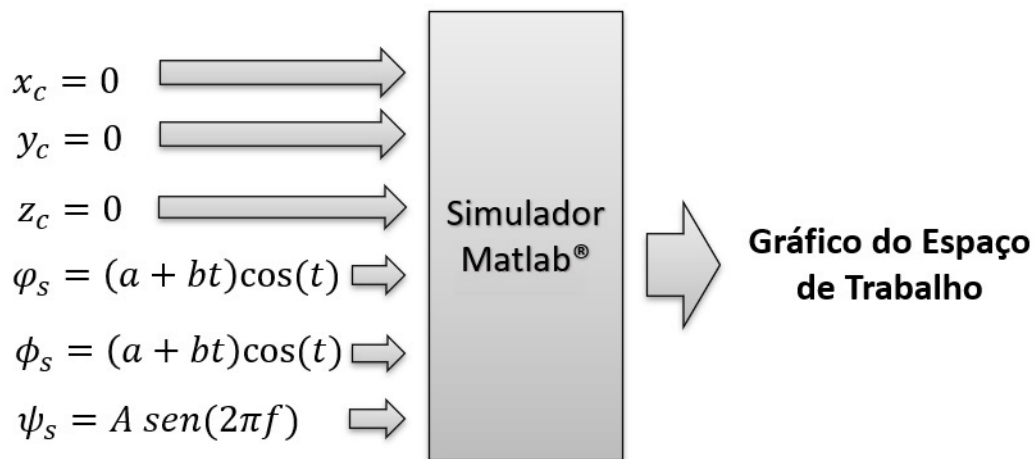 x_c = 0
y_c = 0
z_c = 0
φ_s = (a + bt)cos(t)
ϕ_s = (a + bt)cos(t)
ψ_s = A sen(2πf)
Simulador
Matlab®
Gráfico do Espaço
de Trabalho